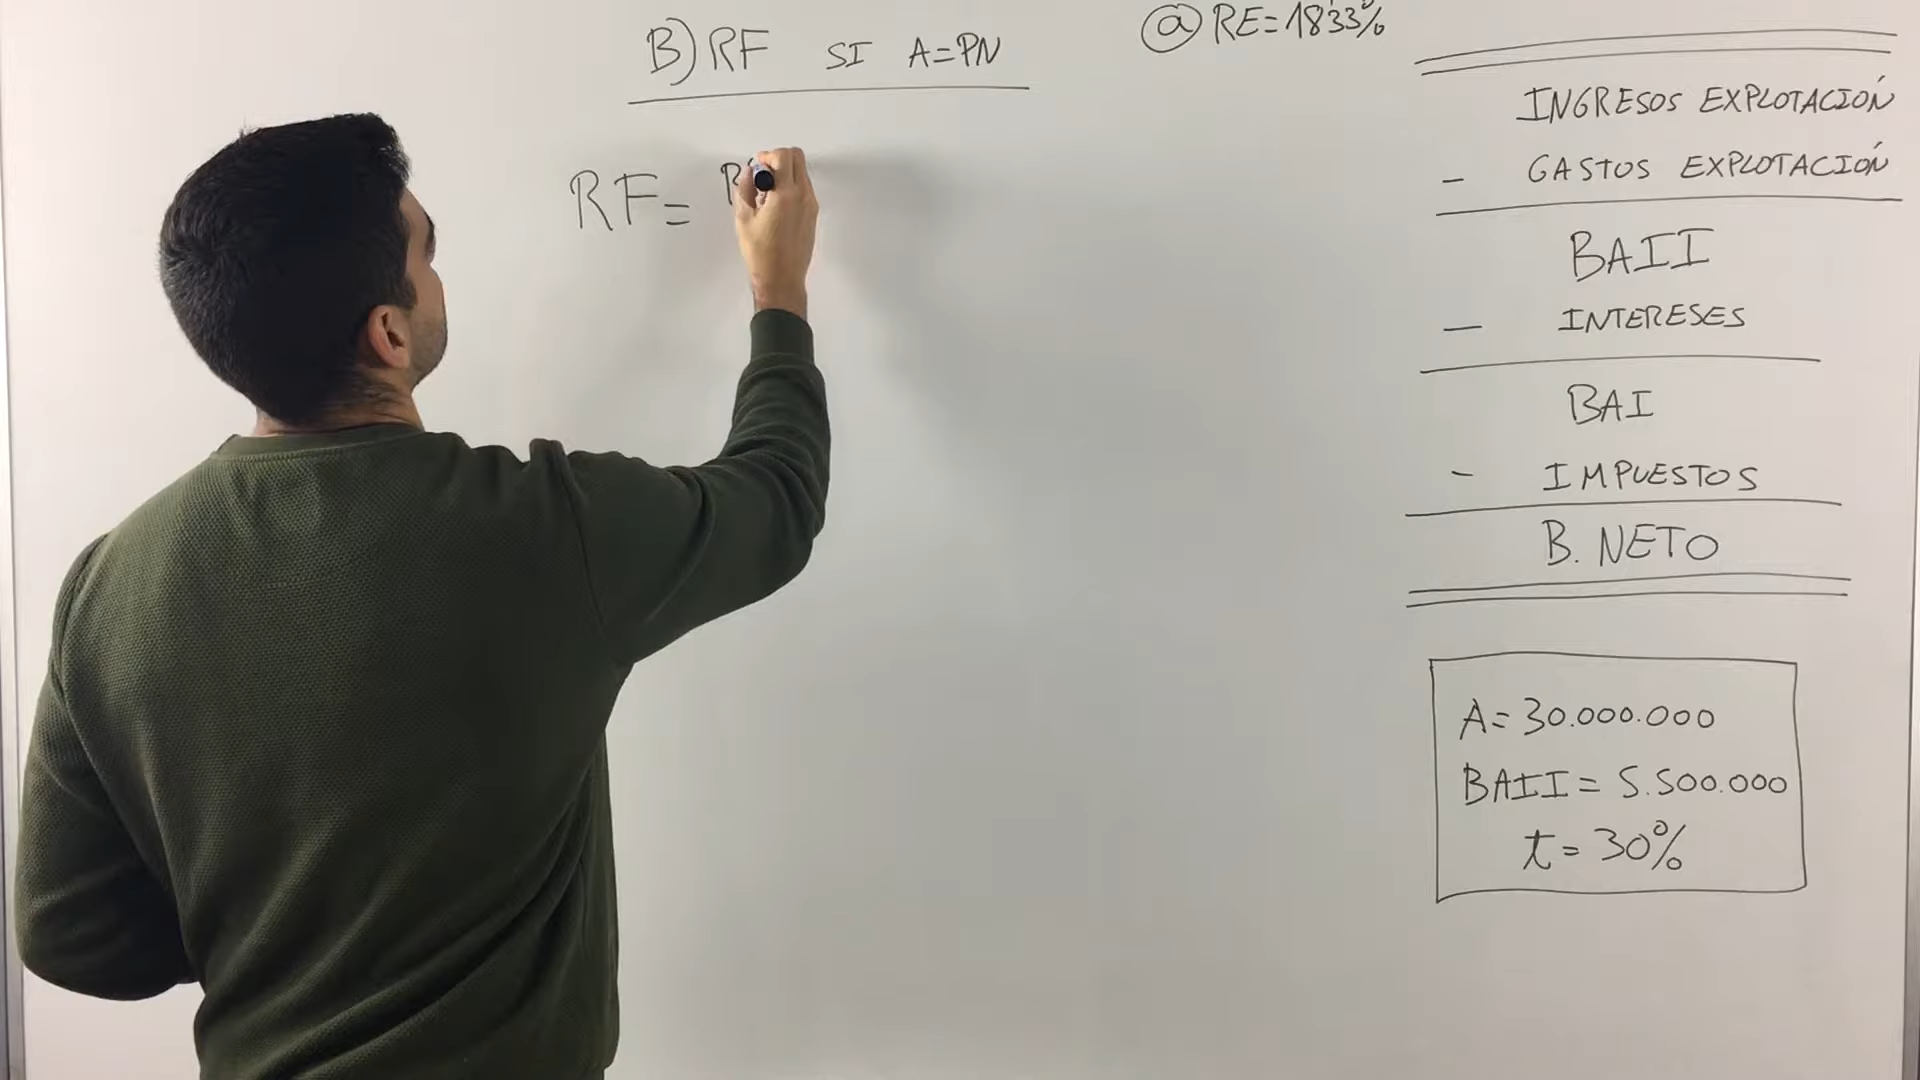 B) RF SI A=PN
RF=
@ RE=18'33%
INGRESOS EXPLOTACIÓN
- GASTOS EXPLOTACIÓN
BAII
- INTERESES
BAI
- IMPUESTOS
B. NETO
A=30.000.000
BAII=5.500.000
t=30%